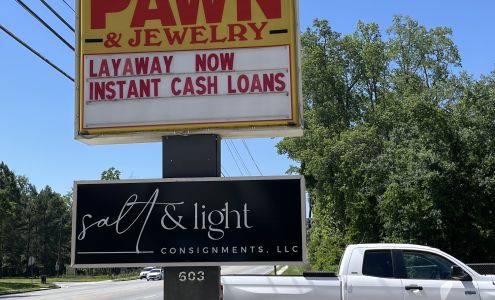 PAWN
& JEWELRY
LAYAWAY NOW
INSTANT CASH LOANS
salt & light
CONSIGNMENTS, LLC
603